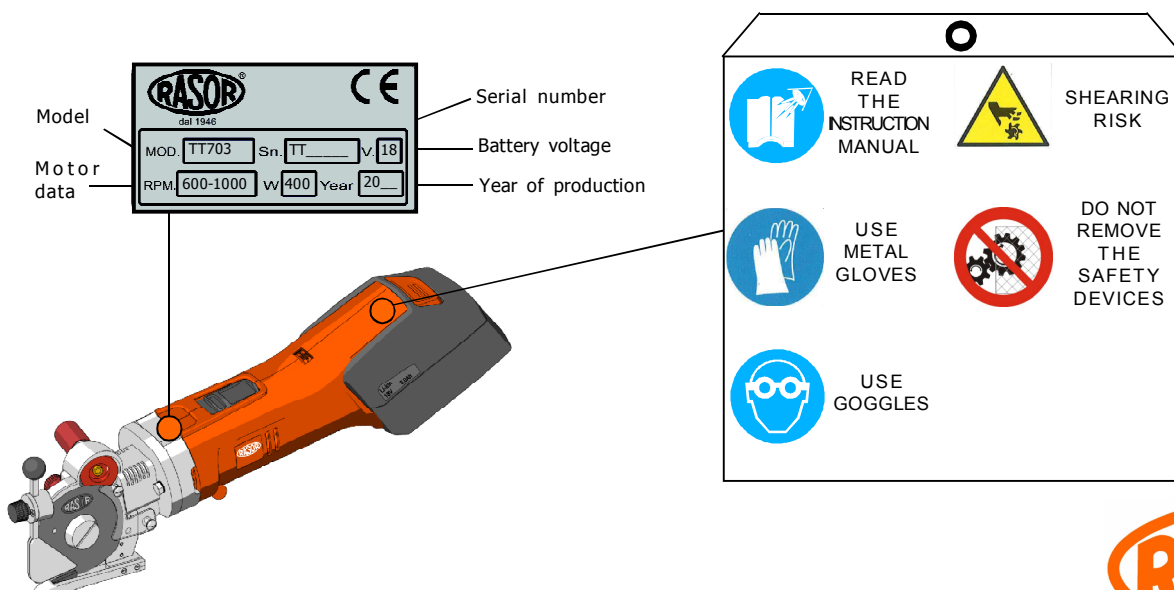 RASOR
®
CE
dal 1946
Model
Serial number
MOD. TT703 Sn. TT_____ V. 18
Battery voltage
Motor
data
RPM. 600-1000 W 400 Year 20__
Year of production
READ
THE
INSTRUCTION
MANUAL
SHEARING
RISK
USE
METAL
GLOVES
DO NOT
REMOVE
THE
SAFETY
DEVICES
USE
GOGGLES
RASOR
RASOR
R